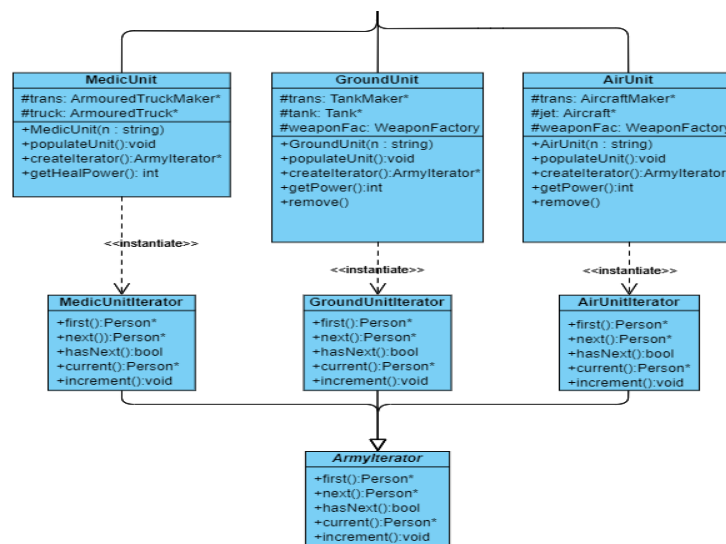 MedicUnit
#trans: ArmouredTruckMaker*
#truck: ArmouredTruck*
+MedicUnit(n : string)
+populateUnit():void
+createIterator():ArmyIterator*
+getHealPower(): int
GroundUnit
#trans: TankMaker*
#tank: Tank*
#weaponFac: WeaponFactory
+GroundUnit(n : string)
+populateUnit():void
+createIterator():ArmyIterator*
+getPower():int
+remove()
AirUnit
#trans: AircraftMaker*
#jet: Aircraft*
#weaponFac: WeaponFactory
+AirUnit(n : string)
+populateUnit():void
+createIterator():ArmyIterator
+getPower():int
+remove()
<<instantiate>>
<<instantiate>>
<<instantiate>>
MedicUnitIterator
+first():Person*
+next()):Person*
+hasNext():bool
+current():Person*
+increment():void
GroundUnitIterator
+first():Person*
+next():Person*
+hasNext():bool
+current():Person*
+increment():void
AirUnitIterator
+first():Person*
+next():Person*
+hasNext():bool
+current():Person*
+increment():void
ArmyIterator
+first():Person*
+next():Person*
+hasNext():bool
+current():Person*
+increment():void